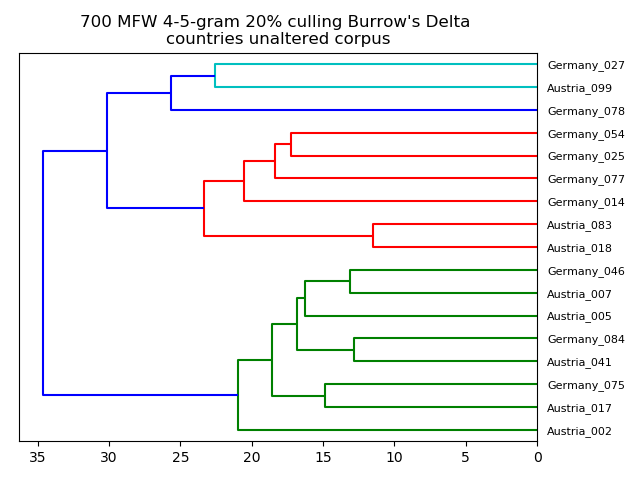 700 MFW 4-5-gram 20% culling Burrow's Delta
countries unaltered corpus
Germany_027
Austria_099
Germany_078
Germany_054
Germany_025
Germany_077
Germany_014
Austria_083
Austria_018
Germany_046
Austria_007
Austria_005
Germany_084
Austria_041
Germany_075
Austria_017
Austria_002
35 30 25 20 15 10 5 0